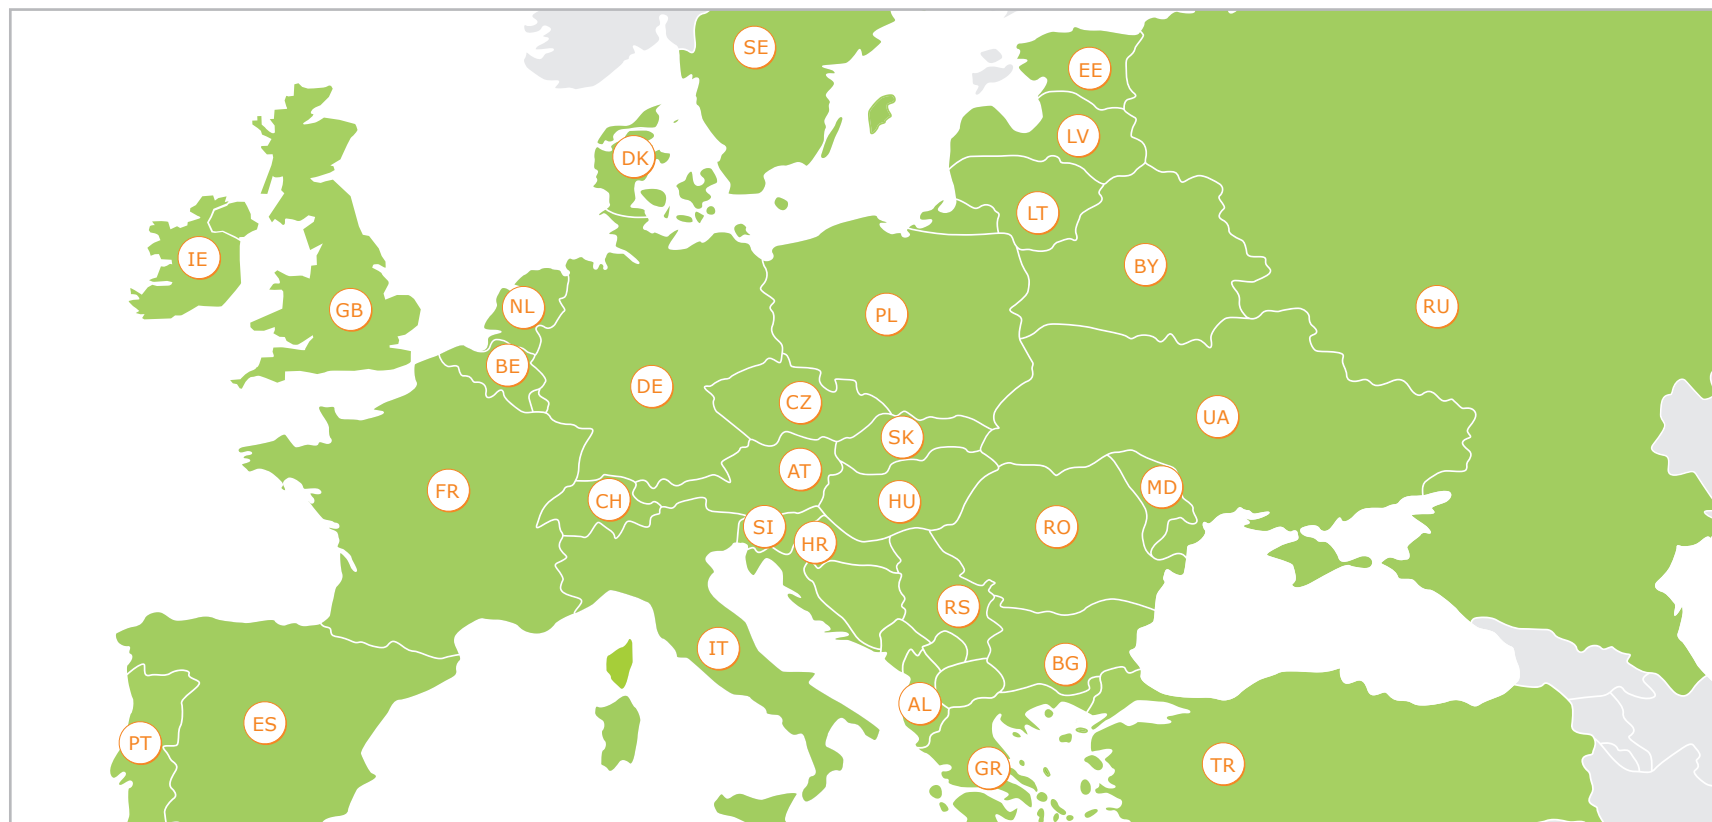 SE
EE
LV
DK
LT
IE
BY
GB
NL
PL
RU
BE
DE
CZ
UA
SK
AT
FR
CH
HU
MD
SI
HR
RO
RS
IT
BG
AL
ES
PT
GR
TR